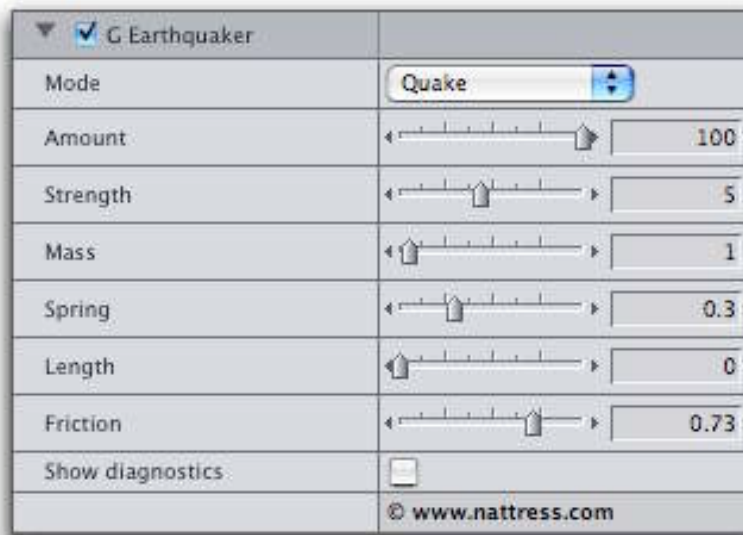 G Earthquaker
Mode Quake
Amount 100
Strength 5
Mass 1
Spring 0.3
Length 0
Friction 0.73
Show diagnostics
© www.nattress.com